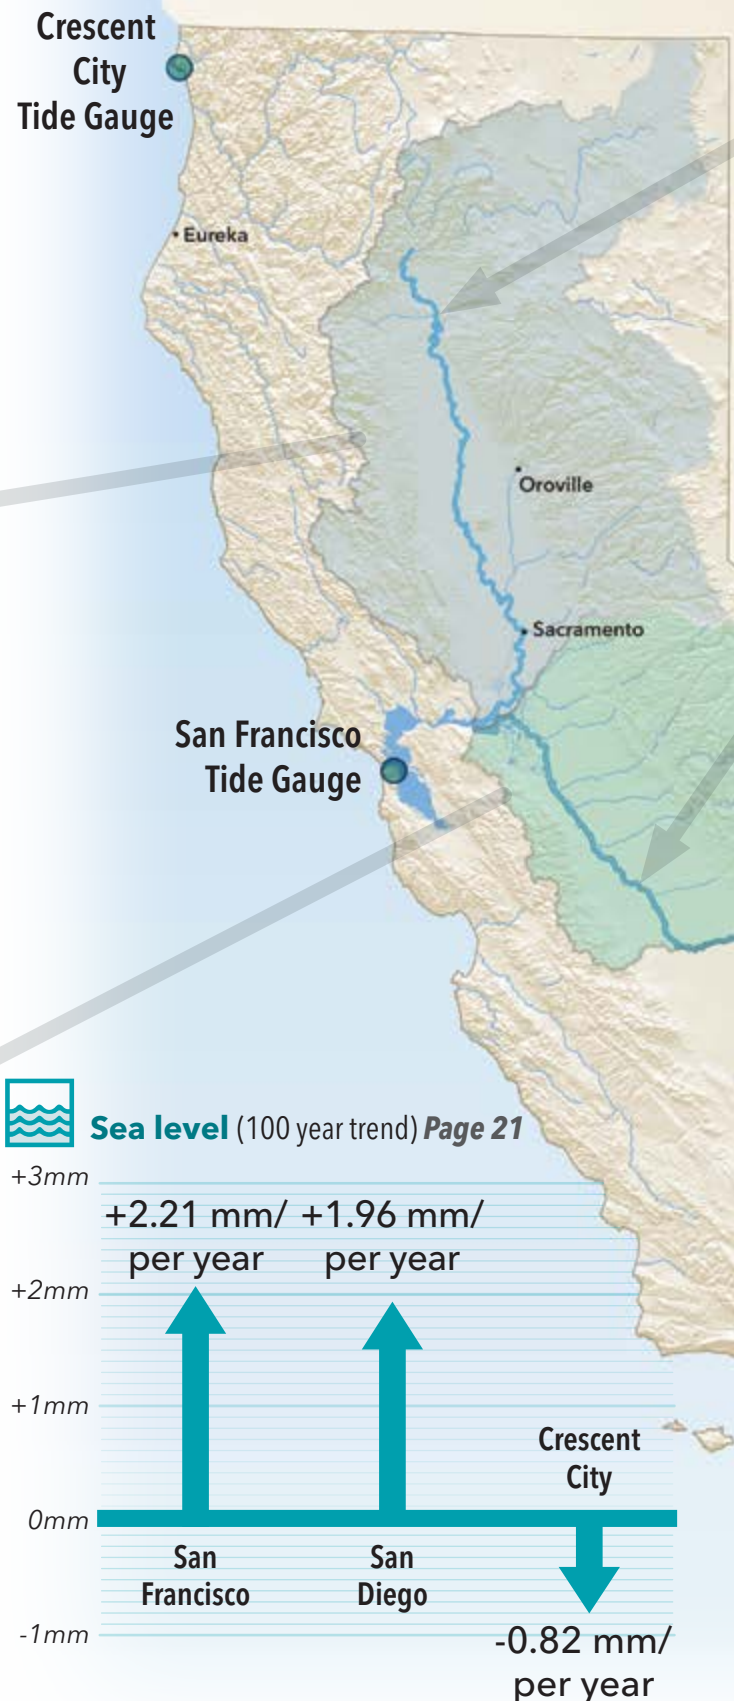 Crescent
City
Tide Gauge
Eureka
Oroville
Sacramento
San Francisco
Tide Gauge
Sea level (100 year trend) Page 21
+3mm
+2.21 mm/
per year
+1.96 mm/
per year
+2mm
+1mm
Crescent
City
0mm
San
Francisco
San
Diego
-1mm
-0.82 mm/
per year